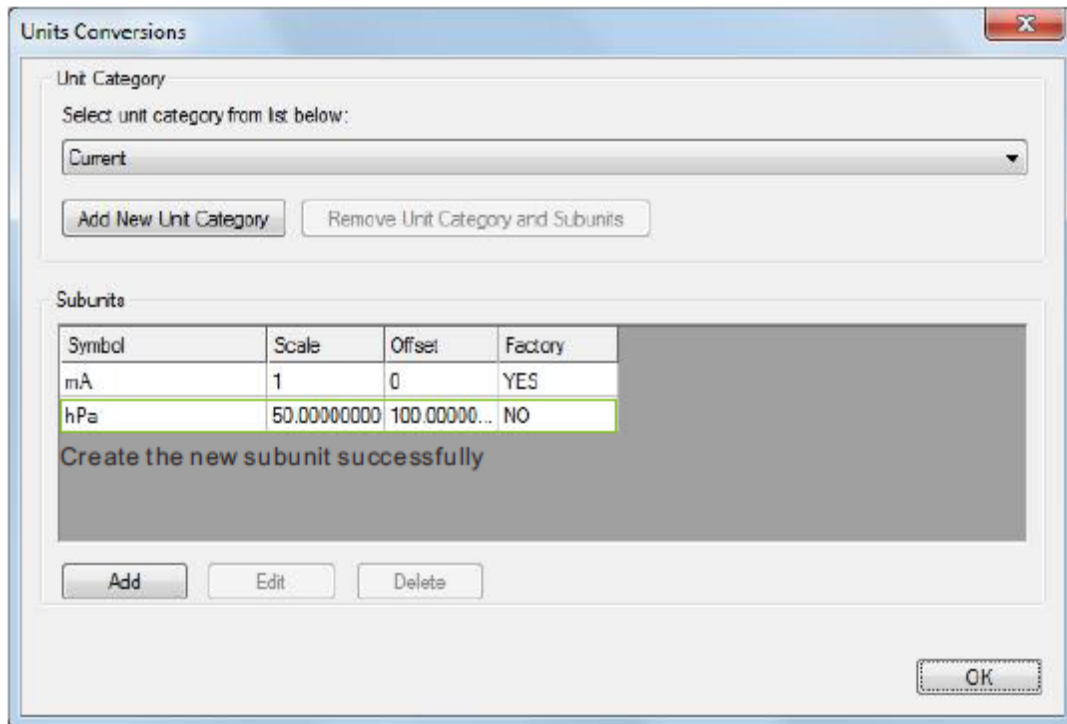 Units Conversions
Unit Category
Select unit category from list below:
Current
Add New Unit Category Remove Unit Category and Subunits
Subunits
Symbol Scale Offset Factory
mA 1 0 YES
hPa 50.00000000 100.00000... NO
Create the new subunit successfully
Add Edit Delete
OK